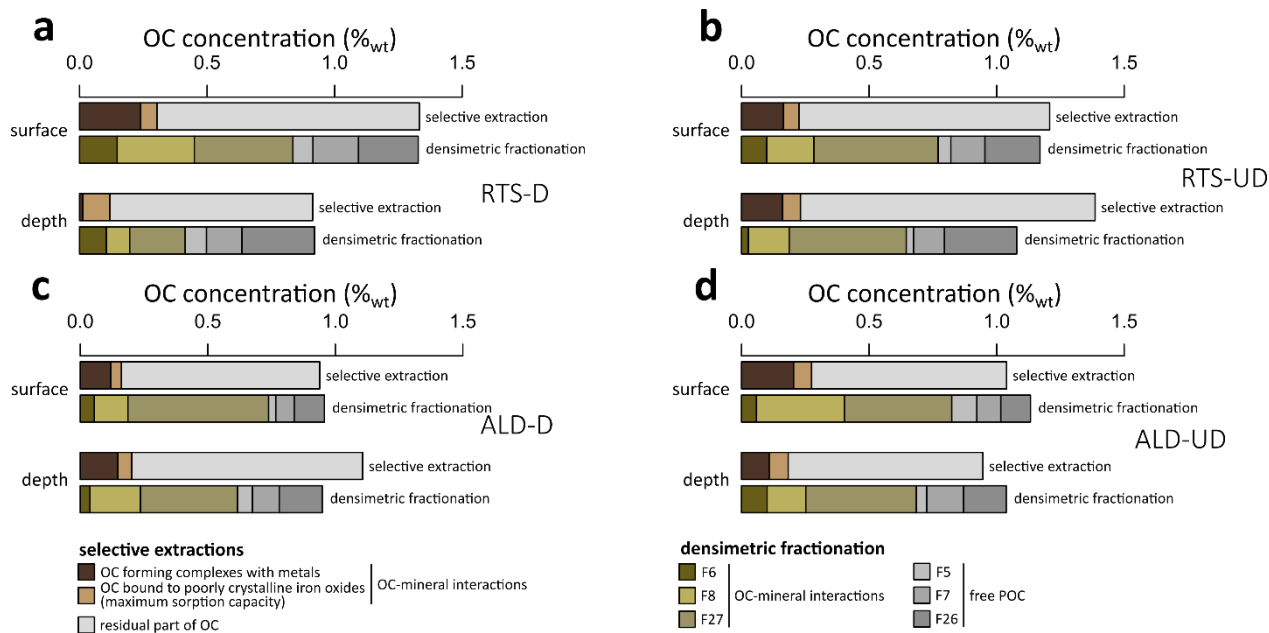 a
OC concentration (%wt)
0.0 0.5 1.0 1.5
surface
selective extraction
densimetric fractionation
RTS-D
depth
selective extraction
densimetric fractionation
b
OC concentration (%wt)
0.0 0.5 1.0 1.5
selective extraction
densimetric fractionation
RTS-UD
selective extraction
densimetric fractionation
c
OC concentration (%wt)
0.0 0.5 1.0 1.5
surface
selective extraction
densimetric fractionation
ALD-D
depth
selective extraction
densimetric fractionation
d
OC concentration (%wt)
0.0 0.5 1.0 1.5
selective extraction
densimetric fractionation
ALD-UD
selective extraction
densimetric fractionation
selective extractions
OC forming complexes with metals
OC bound to poorly crystalline iron oxides
(maximum sorption capacity)
OC-mineral interactions
residual part of OC
densimetric fractionation
F6
F8
F27
OC-mineral interactions
F5
F7
F26
free POC